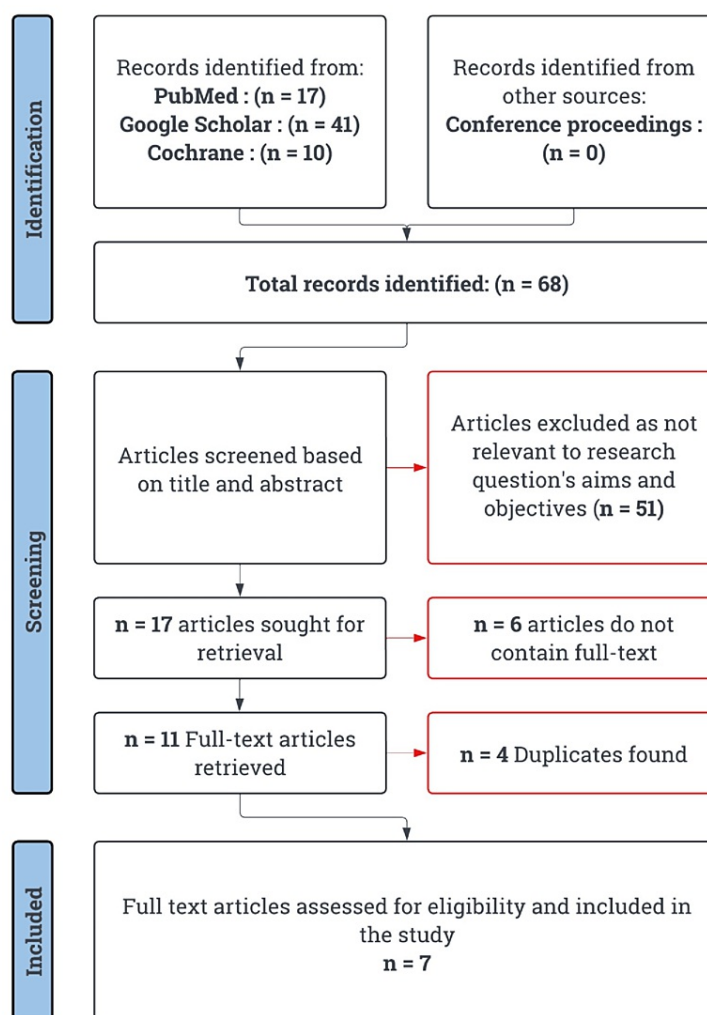 Identification
Records identified from:
PubMed : (n = 17)
Google Scholar : (n = 41)
Cochrane : (n = 10)
Records identified from
other sources:
Conference proceedings :
(n = 0)
Total records identified: (n = 68)
Screening
Articles screened based
on title and abstract
Articles excluded as not
relevant to research
question's aims and
objectives (n = 51)
n = 17 articles sought for
retrieval
n = 6 articles do not
contain full-text
n = 11 Full-text articles
retrieved
n = 4 Duplicates found
Included
Full text articles assessed for eligibility and included in
the study
n = 7